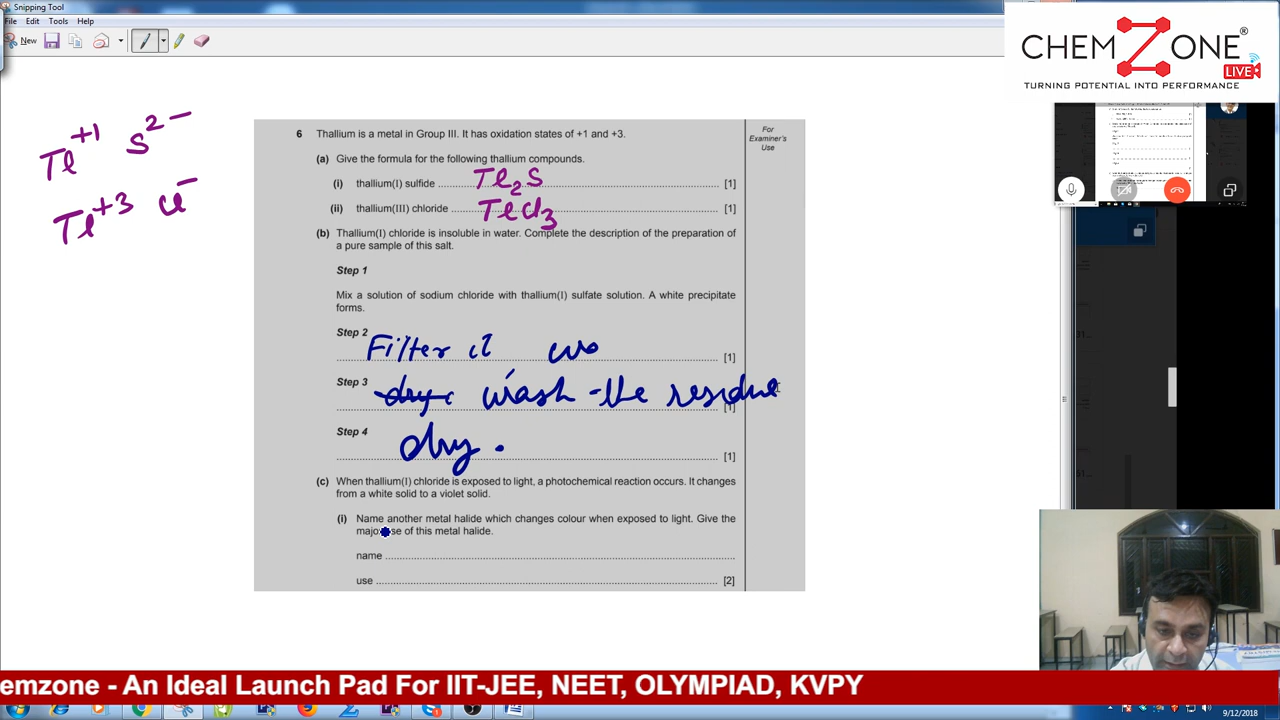 Snipping Tool
File Edit Tools Help
New
CHEMZONE®
LIVE
TURNING POTENTIAL INTO PERFORMANCE
Tl+1 S2-
Tl+3 Cl-
6 Thallium is a metal in Group III. It has oxidation states of +1 and +3.
For
Examiner's
Use
(a) Give the formula for the following thallium compounds.
(i) thallium(I) sulfide Tl2S [1]
(ii) thallium(III) chloride TlCl3 [1]
(b) Thallium(I) chloride is insoluble in water. Complete the description of the preparation of
a pure sample of this salt.
Step 1
Mix a solution of sodium chloride with thallium(I) sulfate solution. A white precipitate
forms.
Step 2
Filter it wa [1]
Step 3
dry wash the residue [1]
Step 4
dry. [1]
(c) When thallium(I) chloride is exposed to light, a photochemical reaction occurs. It changes
from a white solid to a violet solid.
(i) Name another metal halide which changes colour when exposed to light. Give the
major use of this metal halide.
name
use [2]
emzone - An Ideal Launch Pad For IIT-JEE, NEET, OLYMPIAD, KVPY
9/12/2018